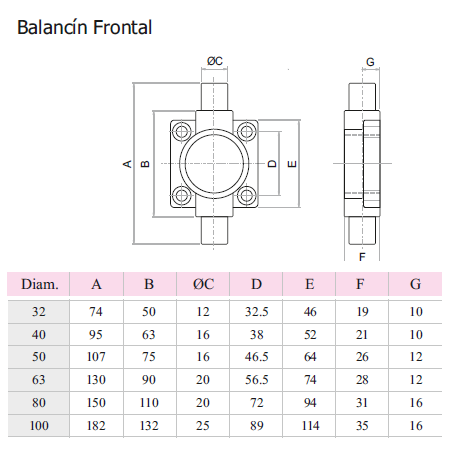 Balancín Frontal
ØC
G
A
B
D
E
F
Diam. A B ØC D E F G
32 74 50 12 32.5 46 19 10
40 95 63 16 38 52 21 10
50 107 75 16 46.5 64 26 12
63 130 90 20 56.5 74 28 12
80 150 110 20 72 94 31 16
100 182 132 25 89 114 35 16